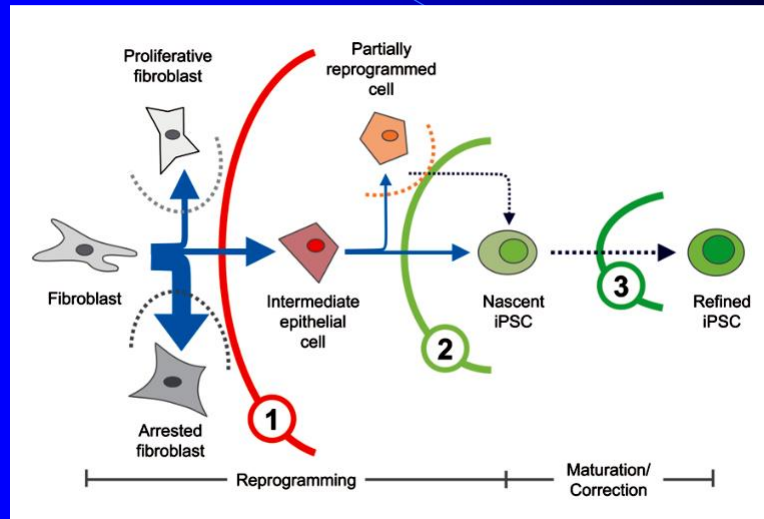 Proliferative
fibroblast
Partially
reprogrammed
cell
Fibroblast
Intermediate
epithelial
cell
Nascent
iPSC
Refined
iPSC
Arrested
fibroblast
1
2
3
Reprogramming
Maturation/
Correction